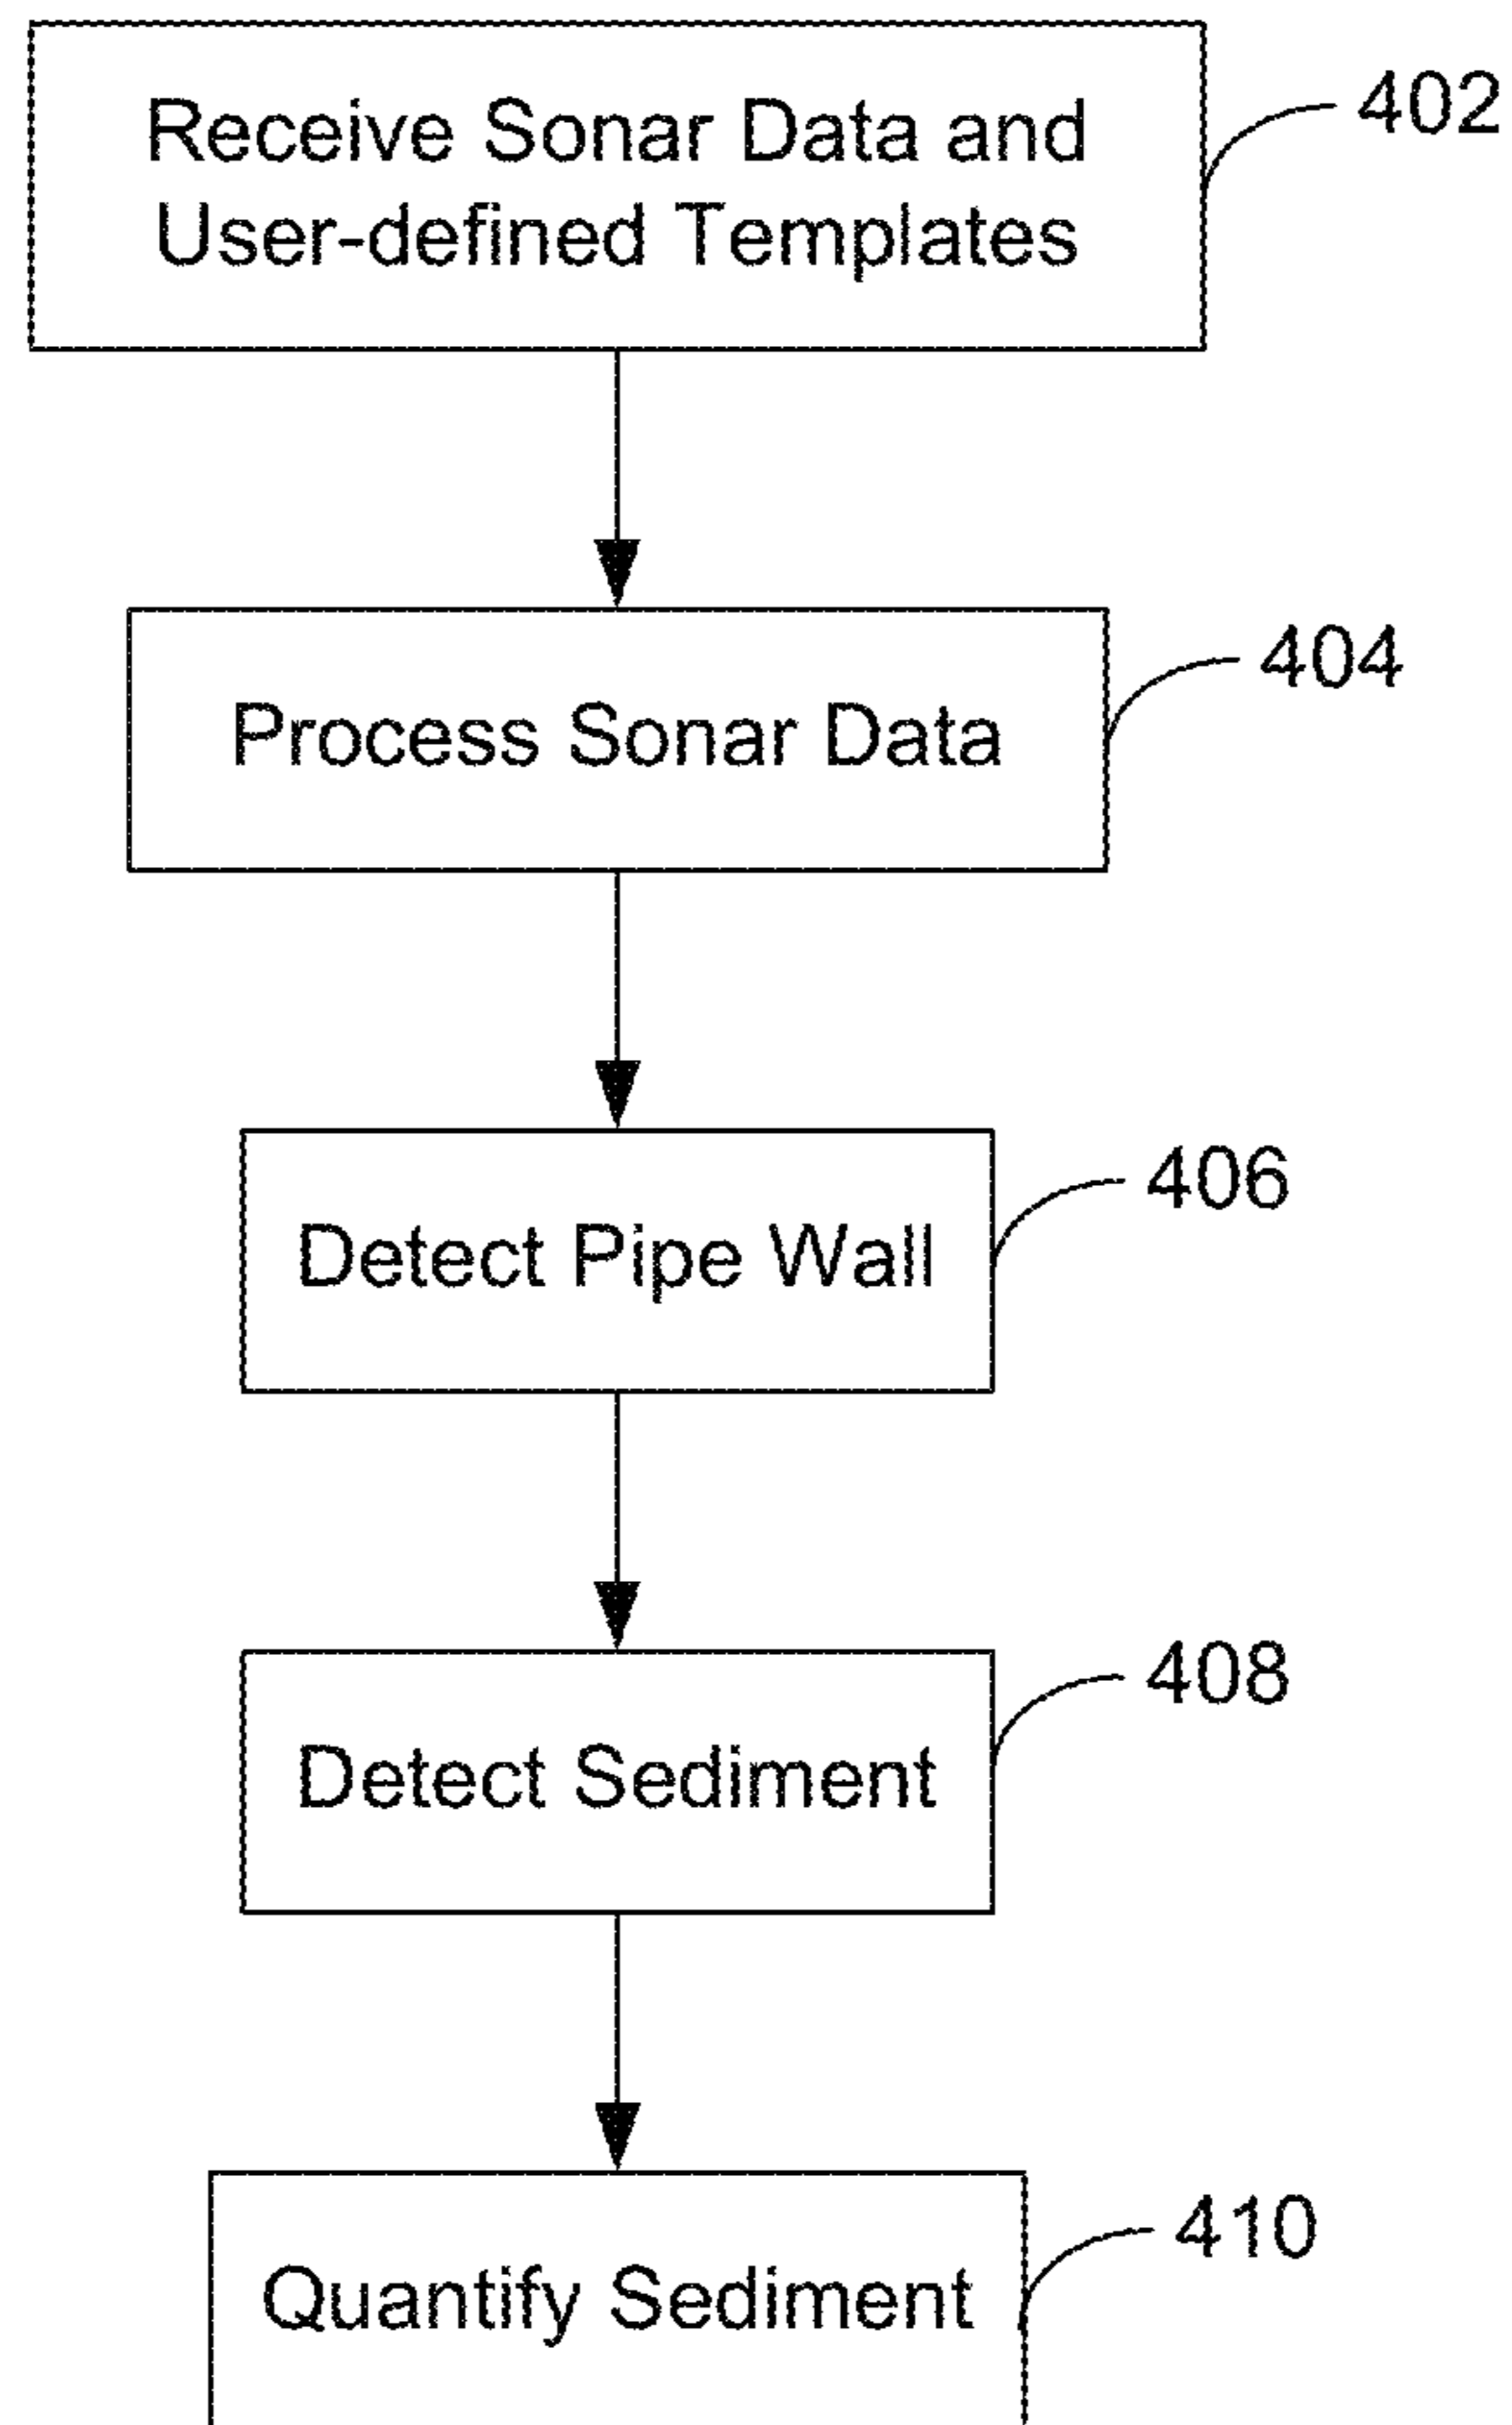 Receive Sonar Data and
User-defined Templates
402
Process Sonar Data
404
Detect Pipe Wall
406
Detect Sediment
408
Quantify Sediment
410